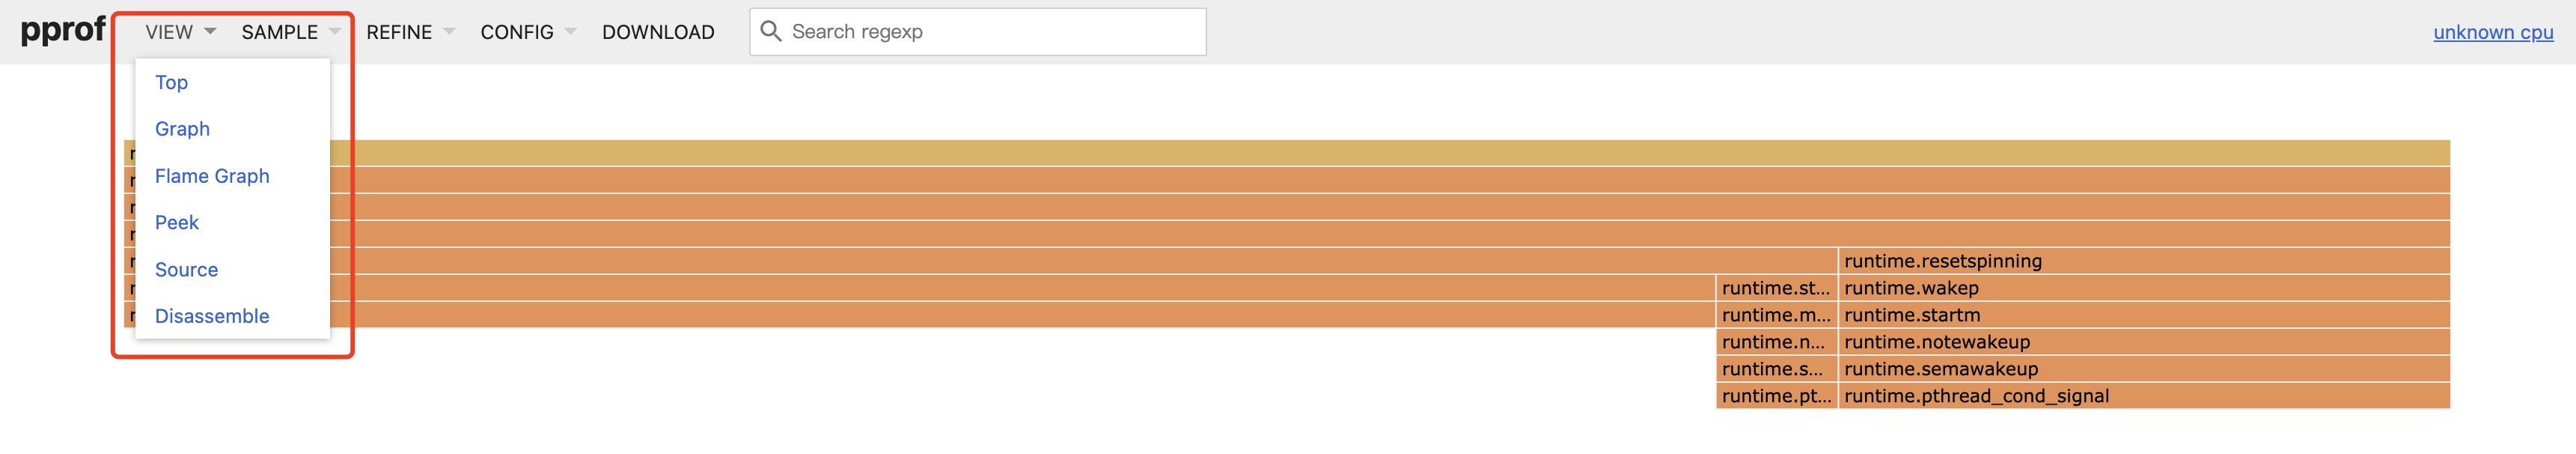 pprof VIEW SAMPLE REFINE CONFIG DOWNLOAD Search regexp unknown cpu
Top
Graph
Flame Graph
Peek
Source
Disassemble
r
r
r
r
r runtime.resetspinning
r runtime.st... runtime.wakep
r runtime.m... runtime.startm
runtime.n... runtime.notewakeup
runtime.s... runtime.semawakeup
runtime.pt... runtime.pthread_cond_signal